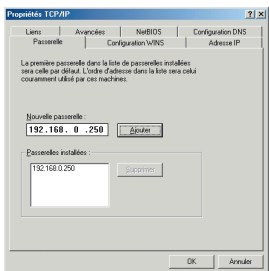 Propriétés TCP/IP
Liens Avancées NetBIOS Configuration DNS
Passerelle Configuration WINS Adresse IP
La première passerelle dans la liste de passerelles installées
sera celle par défaut. L'ordre d'adresse dans la liste sera celui
couramment utilisé par ces machines.
Nouvelle passerelle :
192.168. 0 .250 Ajouter
Passerelles installées :
192.168.0.250 Supprimer
OK Annuler